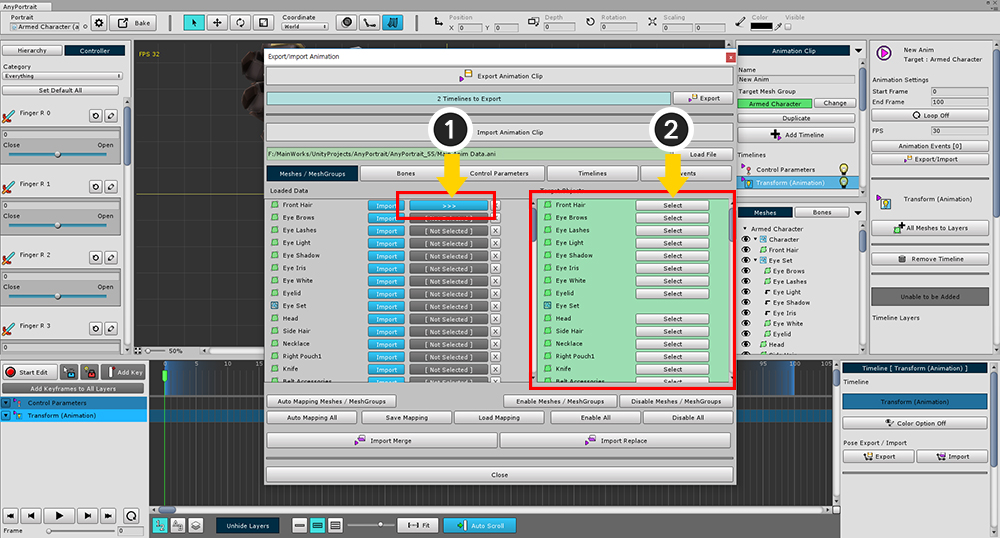 AnyPortrait
Portrait
Armed Character (a
Bake
Coordinate
World
Position
X
0
Y
0
Depth
0
Rotation
0
Scaling
X
0
Y
0
Color
Visible
Hierarchy
Controller
Category
Everything
Set Default All
Finger R 0
0
Close
Open
Finger R 1
0
Close
Open
Finger R 2
0
Close
Open
Finger R 3
0
Close
Open
FPS 32
50%
Export/Import Animation
x
Export Animation Clip
2 Timelines to Export
Export
Import Animation Clip
1
2
F:/MainWorks/UnityProjects/AnyPortrait/AnyPortrait_SS/Main Anim Data.ani
Load File
Meshes / MeshGroups
Bones
Control Parameters
Timelines
Loaded Data
Front Hair Import >>>
Eye Brows Import
Eye Lashes Import [ Not Selected ] X
Eye Light Import [ Not Selected ] X
Eye Shadow Import [ Not Selected ] X
Eye Iris Import [ Not Selected ] X
Eye White Import [ Not Selected ] X
Eyelid Import [ Not Selected ] X
Eye Set Import [ Not Selected ] X
Head Import [ Not Selected ] X
Side Hair Import [ Not Selected ] X
Necklace Import [ Not Selected ] X
Right Pouch1 Import [ Not Selected ] X
Knife Import [ Not Selected ] X
Belt Accessories
Front Hair Select
Eye Brows Select
Eye Lashes Select
Eye Light Select
Eye Shadow Select
Eye Iris Select
Eye White Select
Eyelid Select
Eye Set
Head Select
Side Hair Select
Necklace Select
Right Pouch1 Select
Knife Select
Belt Accessories Select
Auto Mapping Meshes / MeshGroups
Enable Meshes / MeshGroups
Disable Meshes / MeshGroups
Auto Mapping All
Save Mapping
Load Mapping
Enable All
Disable All
Import Merge
Import Replace
Close
Animation Clip
Name
New Anim
Target Mesh Group
Armed Character
Change
Duplicate
Add Timeline
Timelines
Control Parameters
Transform (Animation)
Meshes
Bones
Armed Character
Character
Front Hair
Eye Set
Eye Brows
Eye Lashes
Eye Light
Eye Shadow
Eye Iris
Eye White
Eyelid
Head
New Anim
Target : Armed Character
Animation Settings
Start Frame 0
End Frame 100
Loop Off
FPS 30
Animation Events [0]
Export/Import
Transform (Animation)
All Meshes to Layers
Remove Timeline
Unable to be Added
Timeline Layers
Start Edit
Add Key
Add Keyframes to All Layers
Control Parameters
Transform (Animation)
0
5
95
100
105
Timeline [ Transform (Animation) ]
Timeline
Transform (Animation)
Color Option Off
Pose Export / Import
Export
Import
Frame
0
Unhide Layers
Fit
Auto Scroll